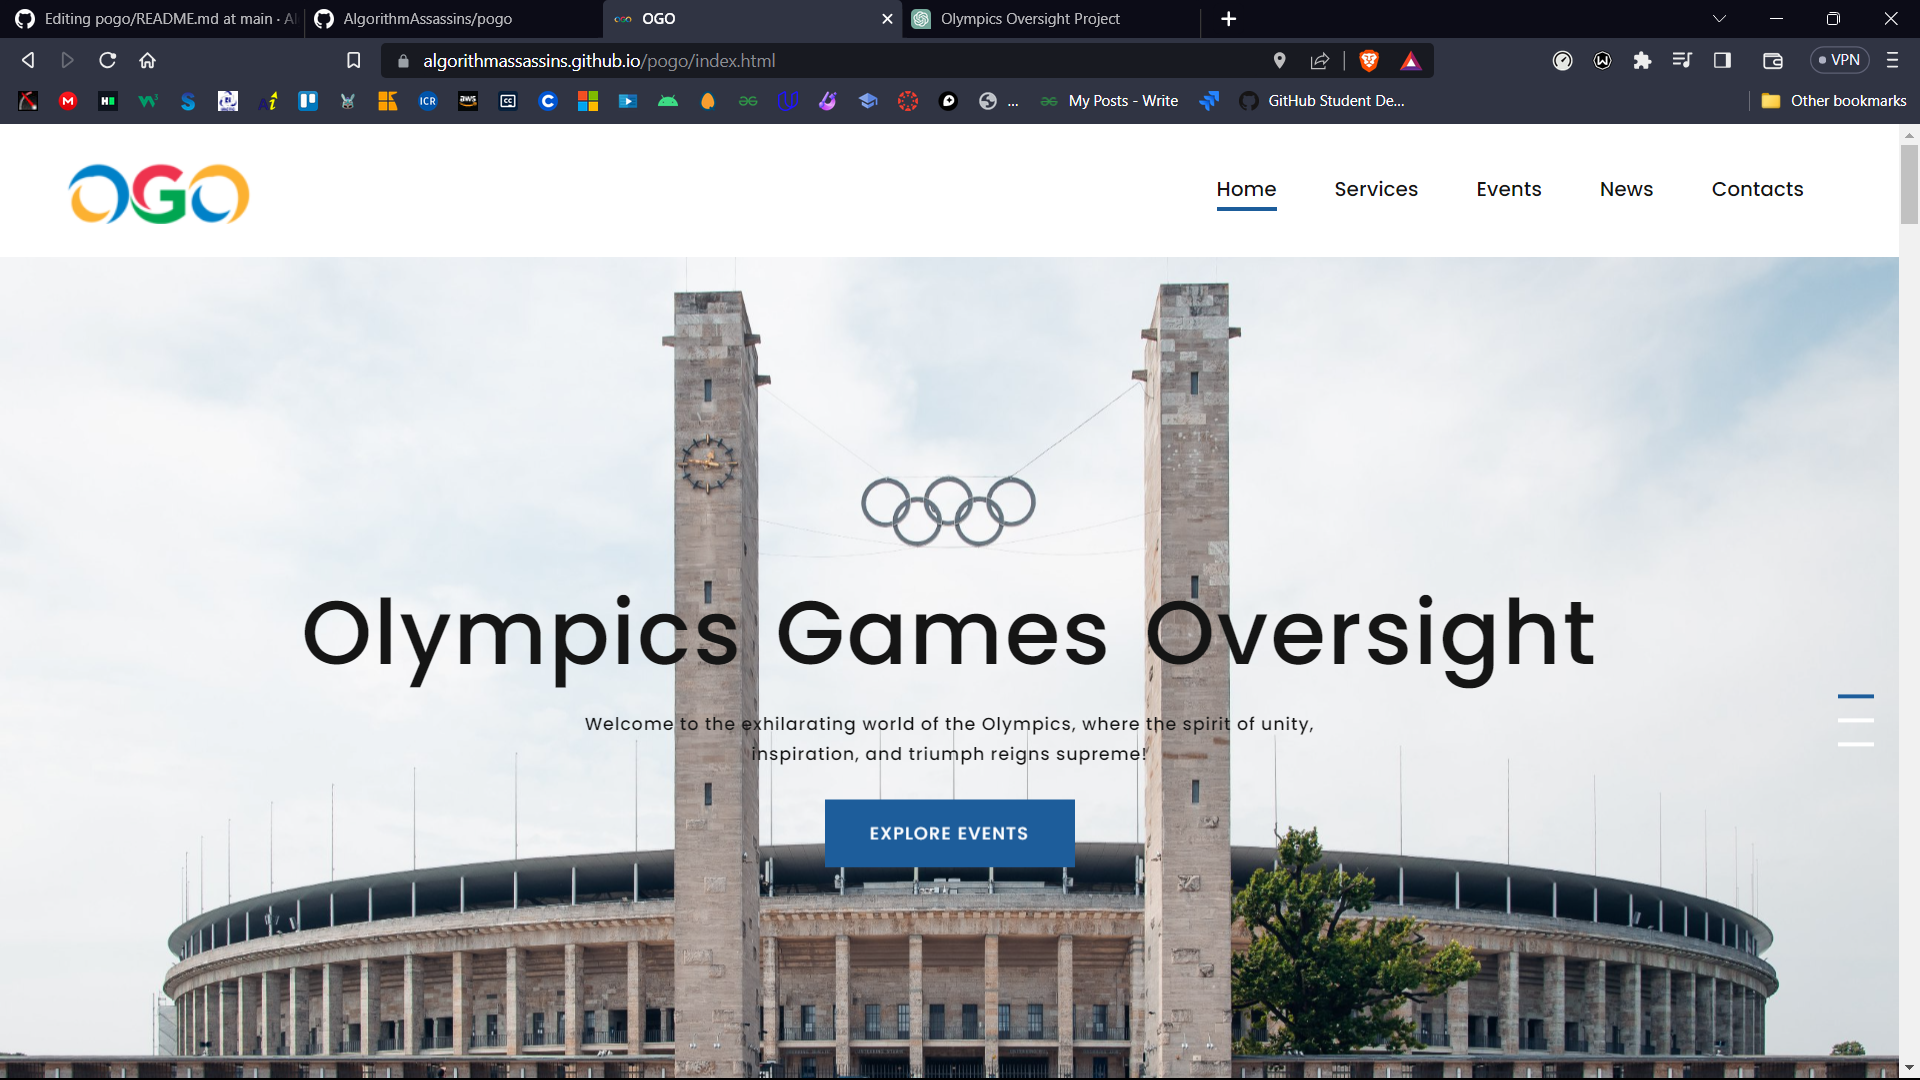 Editing pogo/README.md at main · Al
AlgorithmAssassins/pogo
OGO
Olympics Oversight Project
algorithmassassins.github.io/pogo/index.html
VPN
ICR
aws
My Posts - Write
GitHub Student De...
Other bookmarks
OGO
Home
Services
Events
News
Contacts
Olympics Games Oversight
Welcome to the exhilarating world of the Olympics, where the spirit of unity,
inspiration, and triumph reigns supreme!
EXPLORE EVENTS